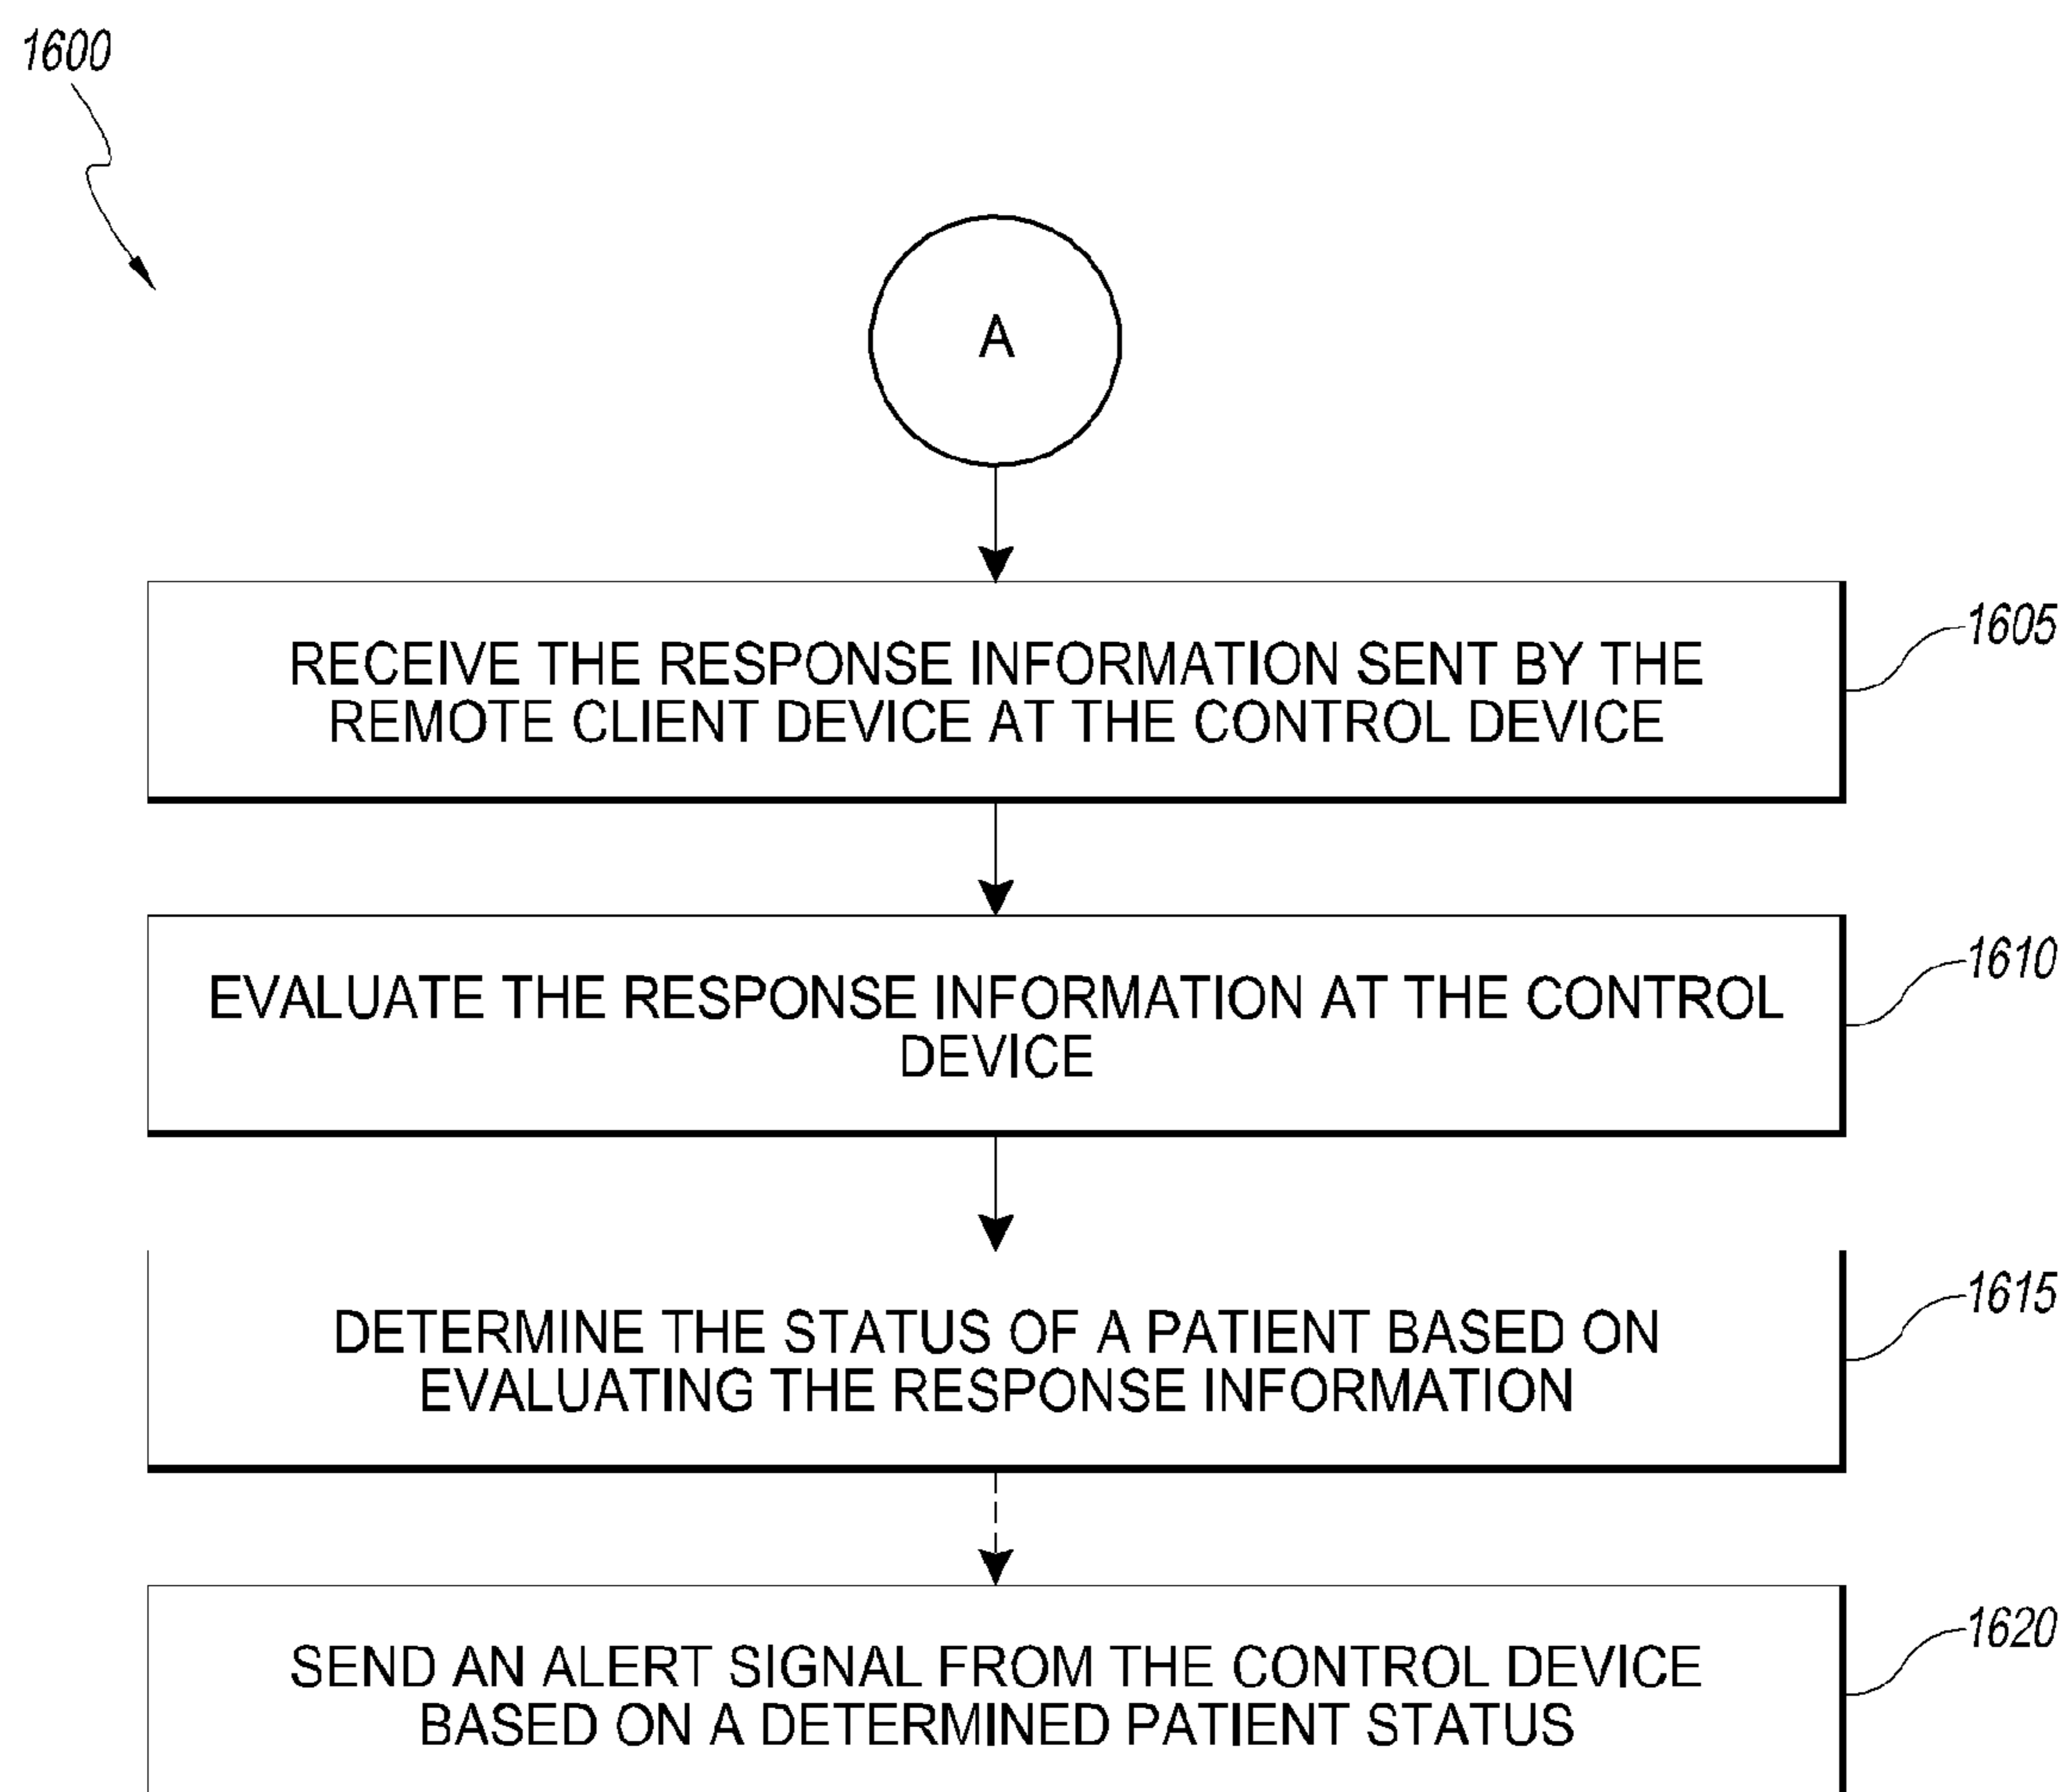 1600
A
RECEIVE THE RESPONSE INFORMATION SENT BY THE
REMOTE CLIENT DEVICE AT THE CONTROL DEVICE
1605
EVALUATE THE RESPONSE INFORMATION AT THE CONTROL
DEVICE
1610
DETERMINE THE STATUS OF A PATIENT BASED ON
EVALUATING THE RESPONSE INFORMATION
1615
SEND AN ALERT SIGNAL FROM THE CONTROL DEVICE
BASED ON A DETERMINED PATIENT STATUS
1620